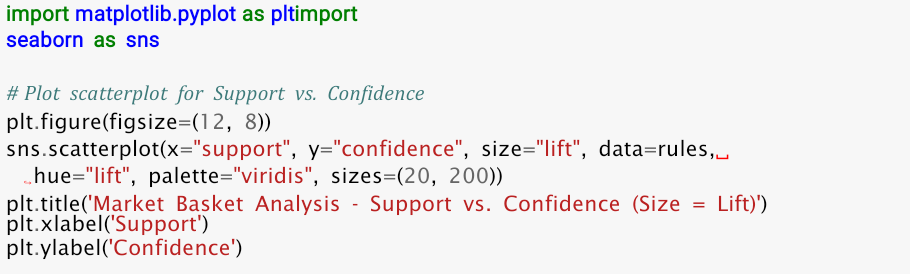 import matplotlib.pyplot as pltimport
seaborn as sns
# Plot scatterplot for Support vs. Confidence
plt.figure(figsize=(12, 8))
sns.scatterplot(x="support", y="confidence", size="lift", data=rules,␣
↪hue="lift", palette="viridis", sizes=(20, 200))
plt.title('Market Basket Analysis - Support vs. Confidence (Size = Lift)')
plt.xlabel('Support')
plt.ylabel('Confidence')